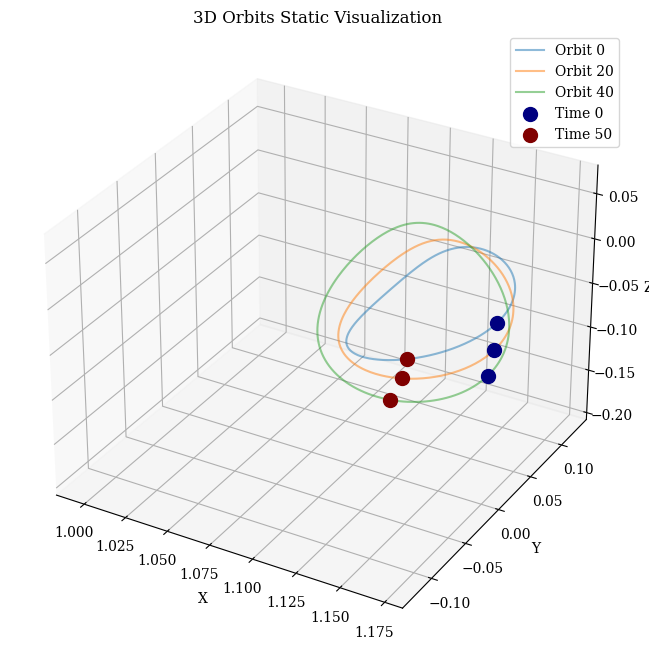 3D Orbits Static Visualization
Orbit 0
Orbit 20
Orbit 40
Time 0
Time 50
0.05
0.00
−0.05
−0.10
−0.15
−0.20
Z
0.10
0.05
0.00
−0.05
−0.10
Y
1.000
1.025
1.050
1.075
1.100
1.125
1.150
1.175
X